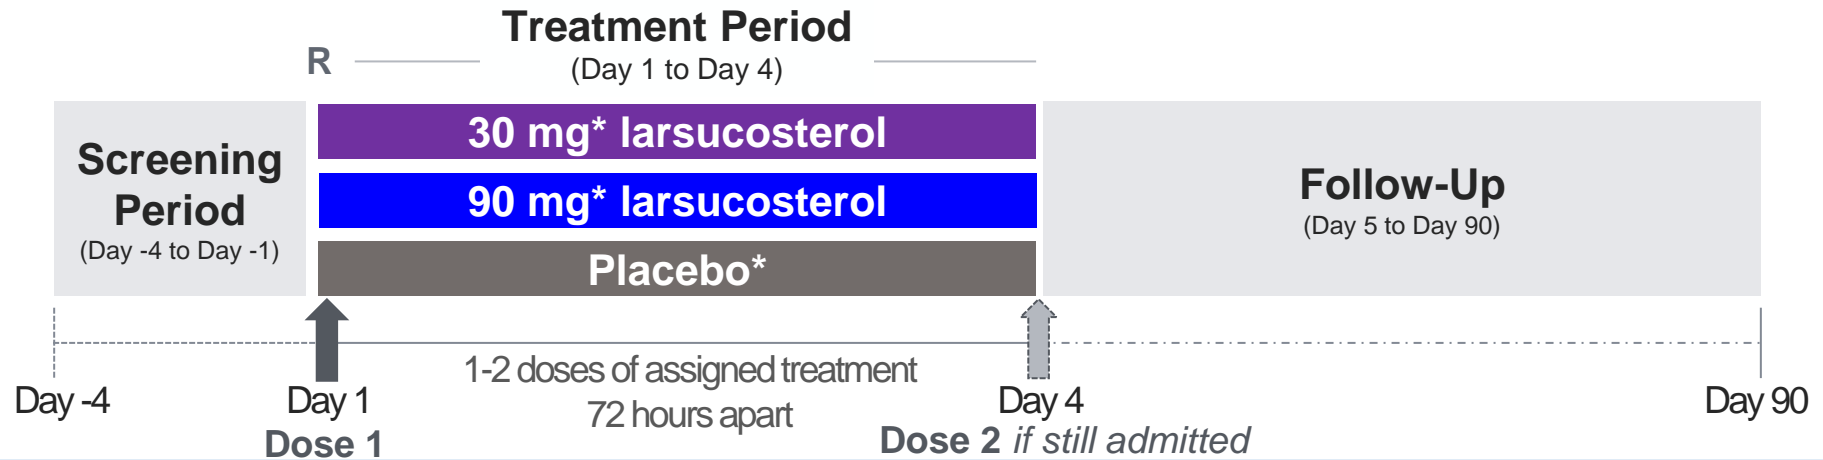 Treatment Period
R
(Day 1 to Day 4)
30 mg* larsucosterol
Screening
Period
(Day -4 to Day -1)
90 mg* larsucosterol
Placebo*
Follow-Up
(Day 5 to Day 90)
1-2 doses of assigned treatment
72 hours apart
Day -4
Day 1
Dose 1
Day 4
Dose 2 if still admitted
Day 90